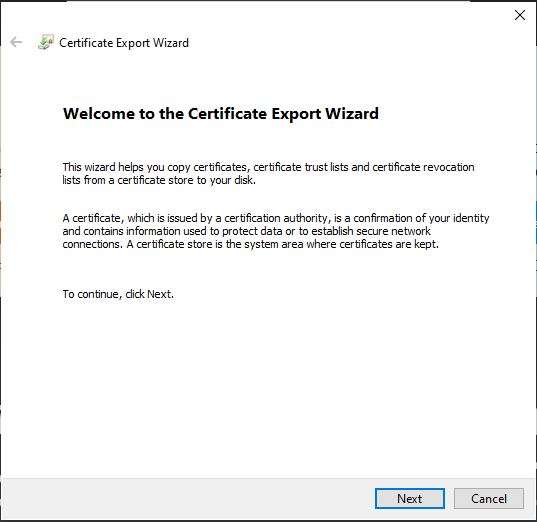 Certificate Export Wizard
Welcome to the Certificate Export Wizard
This wizard helps you copy certificates, certificate trust lists and certificate revocation
lists from a certificate store to your disk.
A certificate, which is issued by a certification authority, is a confirmation of your identity
and contains information used to protect data or to establish secure network
connections. A certificate store is the system area where certificates are kept.
To continue, click Next.
Next
Cancel